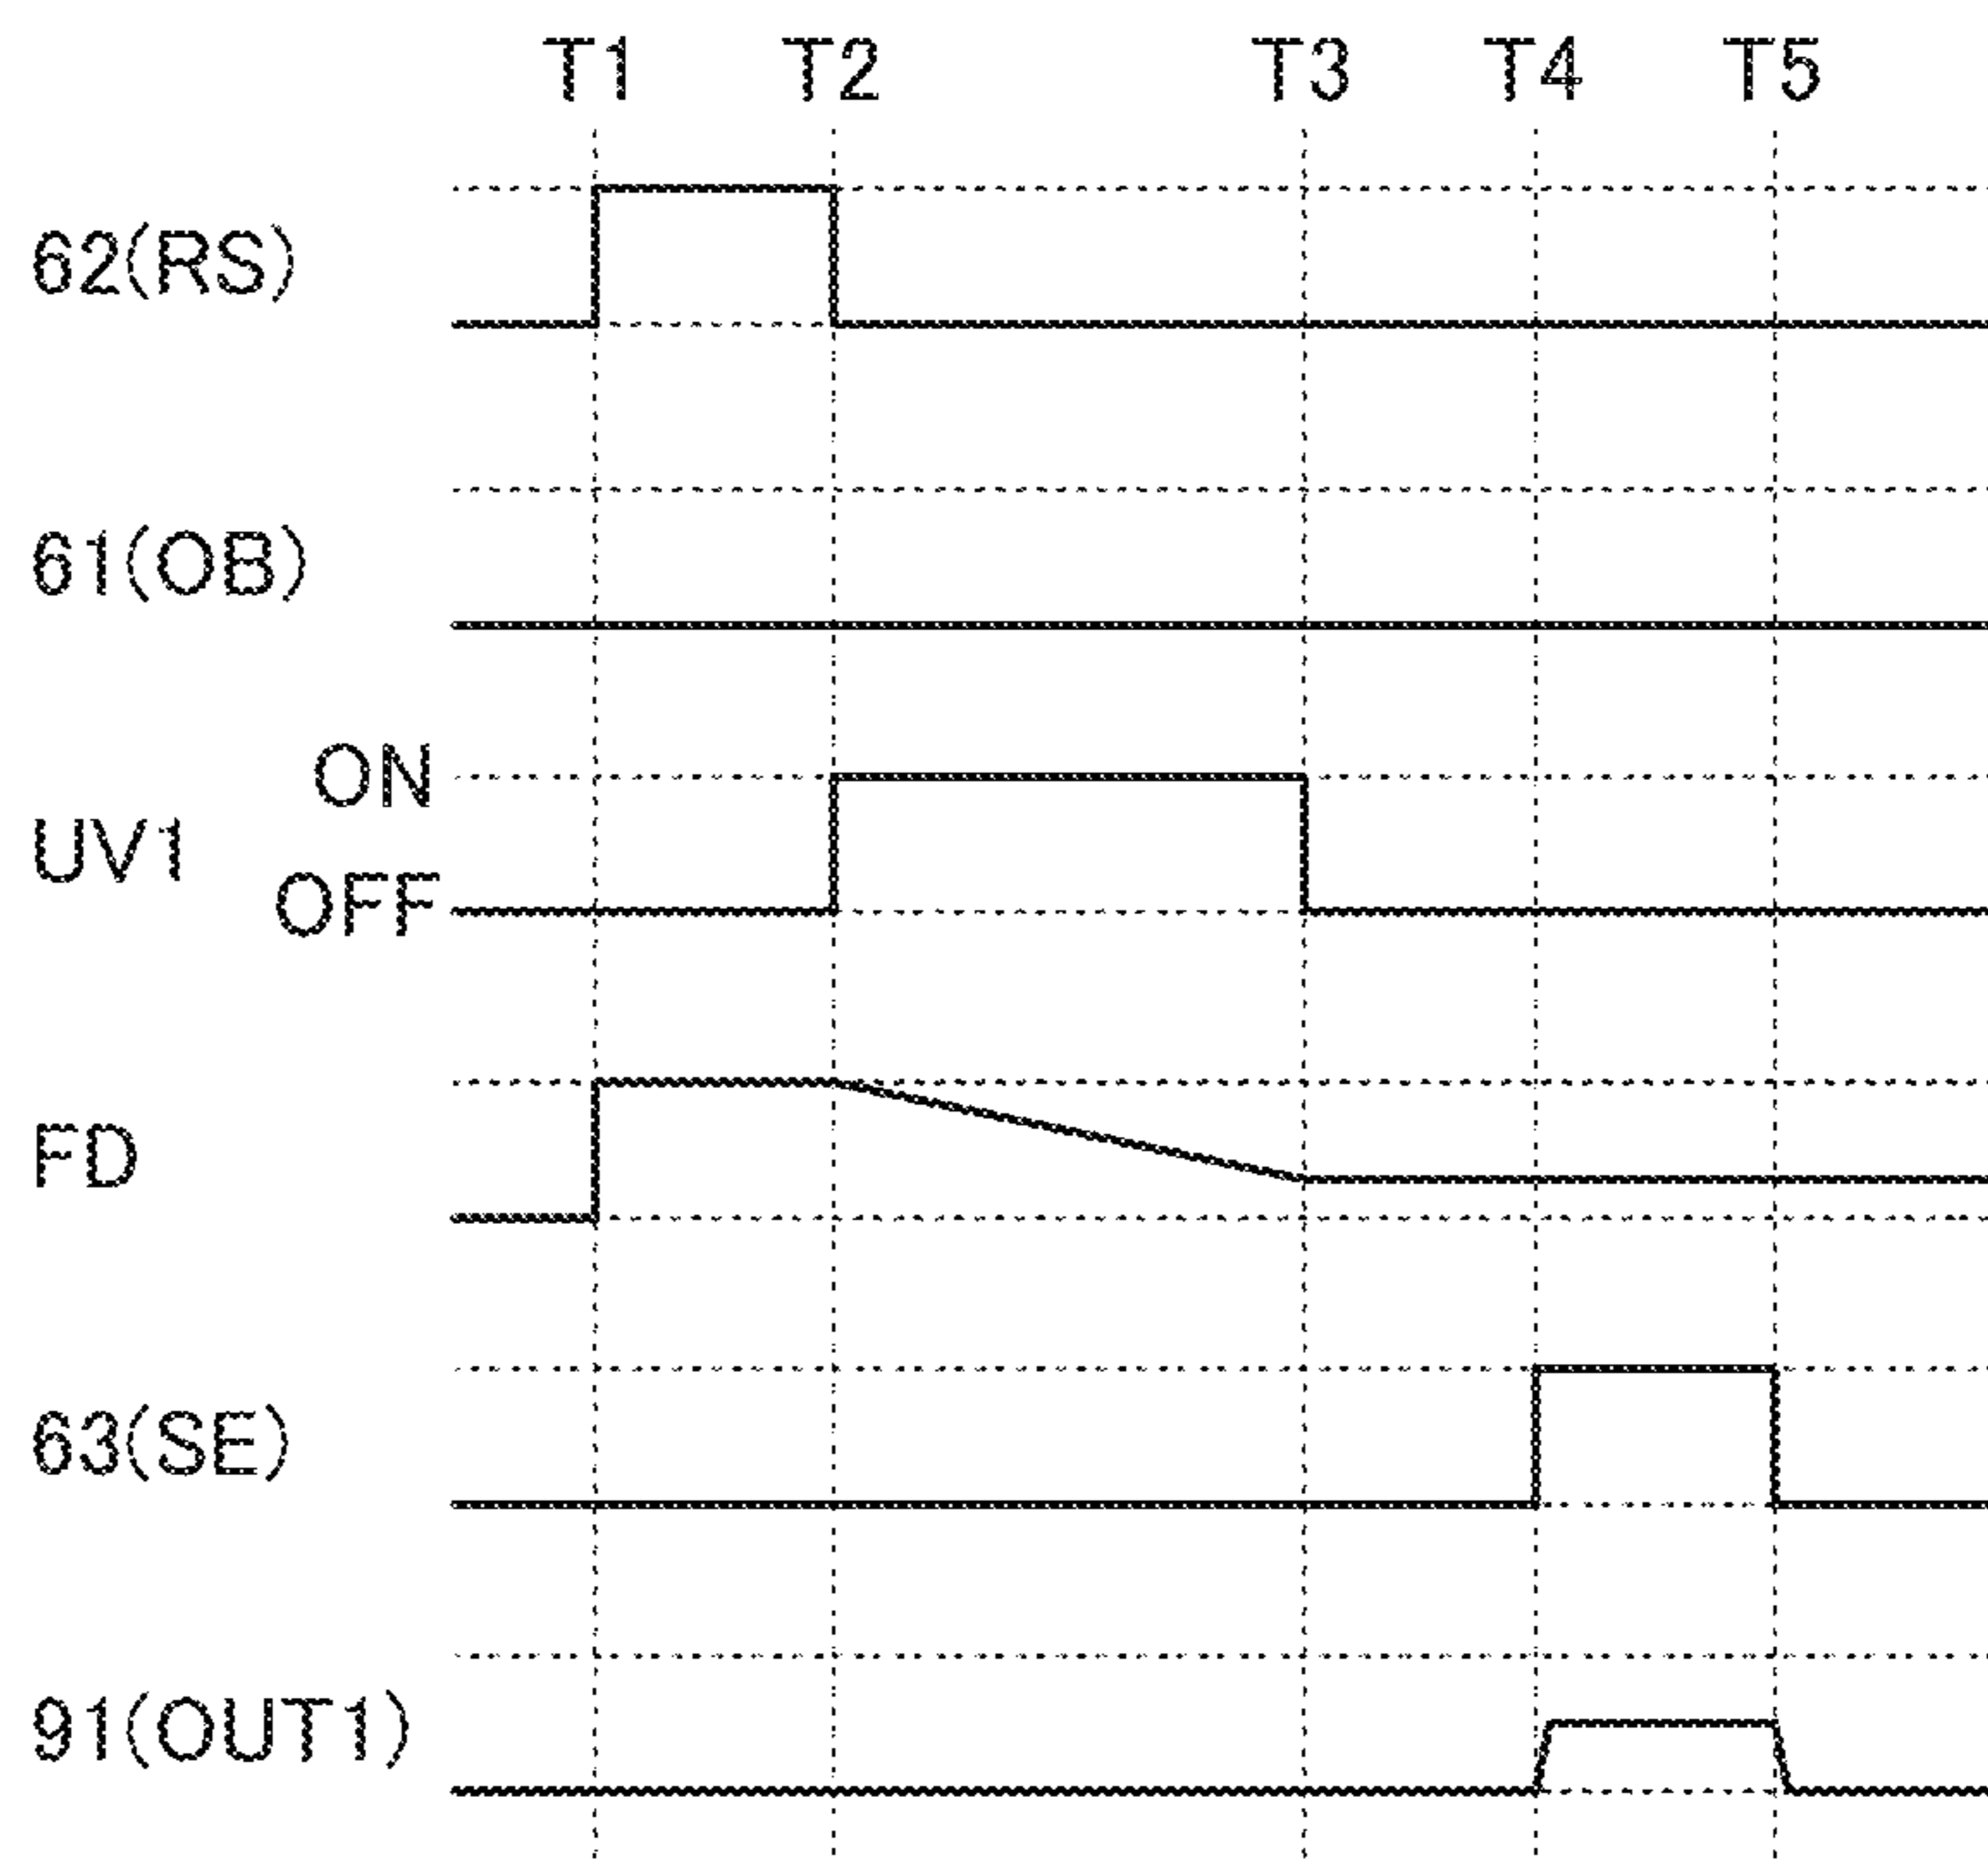 T1 T2 T3 T4 T5
62(RS)
61(OB)
ON
UV1
OFF
FD
63(SE)
91(OUT1)